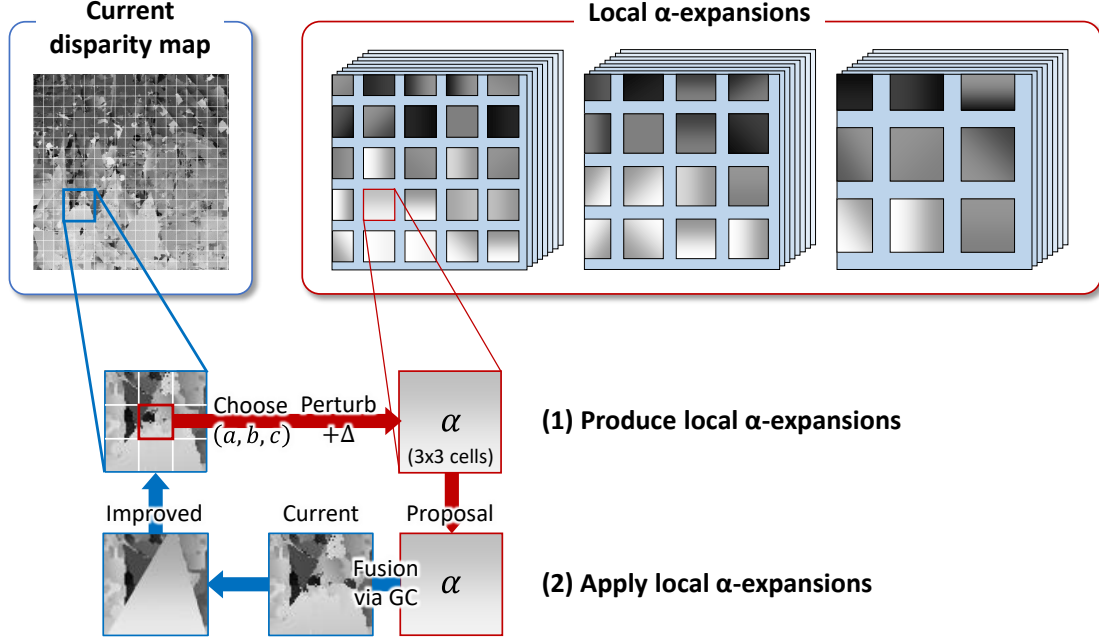 Current
disparity map
Local α-expansions
Choose
(a, b, c)
Perturb
+Δ
α
(3x3 cells)
(1) Produce local α-expansions
Improved
Current
Proposal
Fusion
via GC
α
(2) Apply local α-expansions